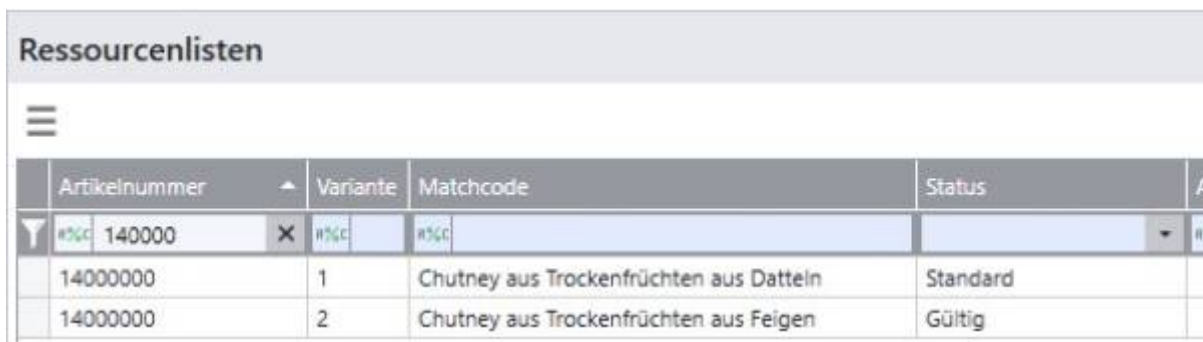 Ressourcenlisten
Artikelnummer Variante Matchcode Status A
140000
14000000 1 Chutney aus Trockenfrüchten aus Datteln Standard
14000000 2 Chutney aus Trockenfrüchten aus Feigen Gültig